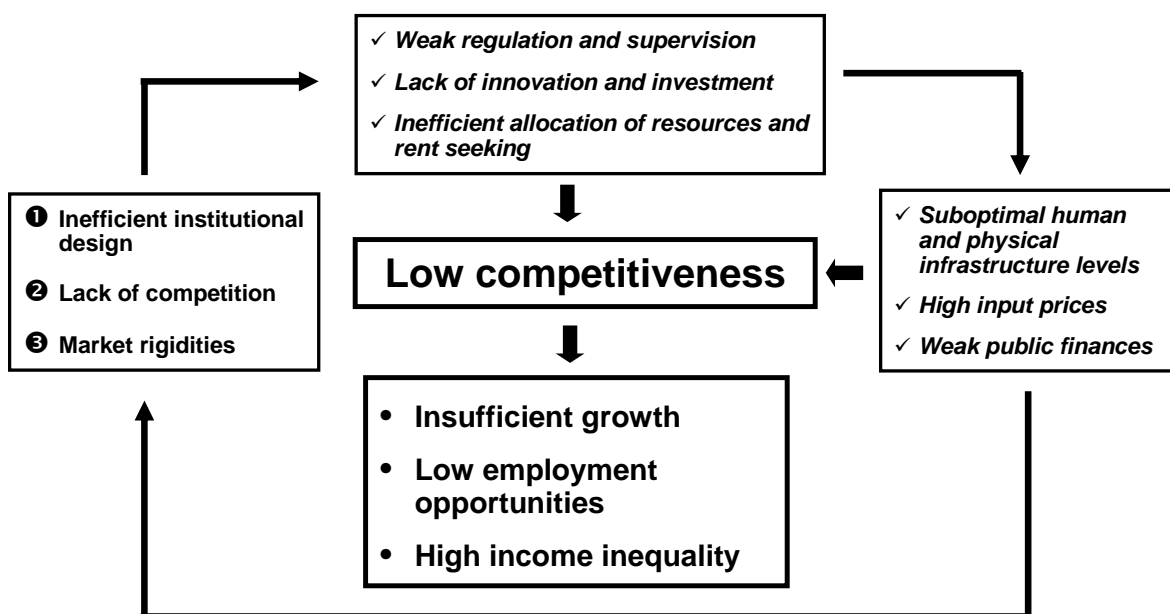 ✓ Weak regulation and supervision
✓ Lack of innovation and investment
✓ Inefficient allocation of resources and
rent seeking
❶ Inefficient institutional
design
❷ Lack of competition
❸ Market rigidities
Low competitiveness
✓ Suboptimal human
and physical
infrastructure levels
✓ High input prices
✓ Weak public finances
• Insufficient growth
• Low employment
opportunities
• High income inequality